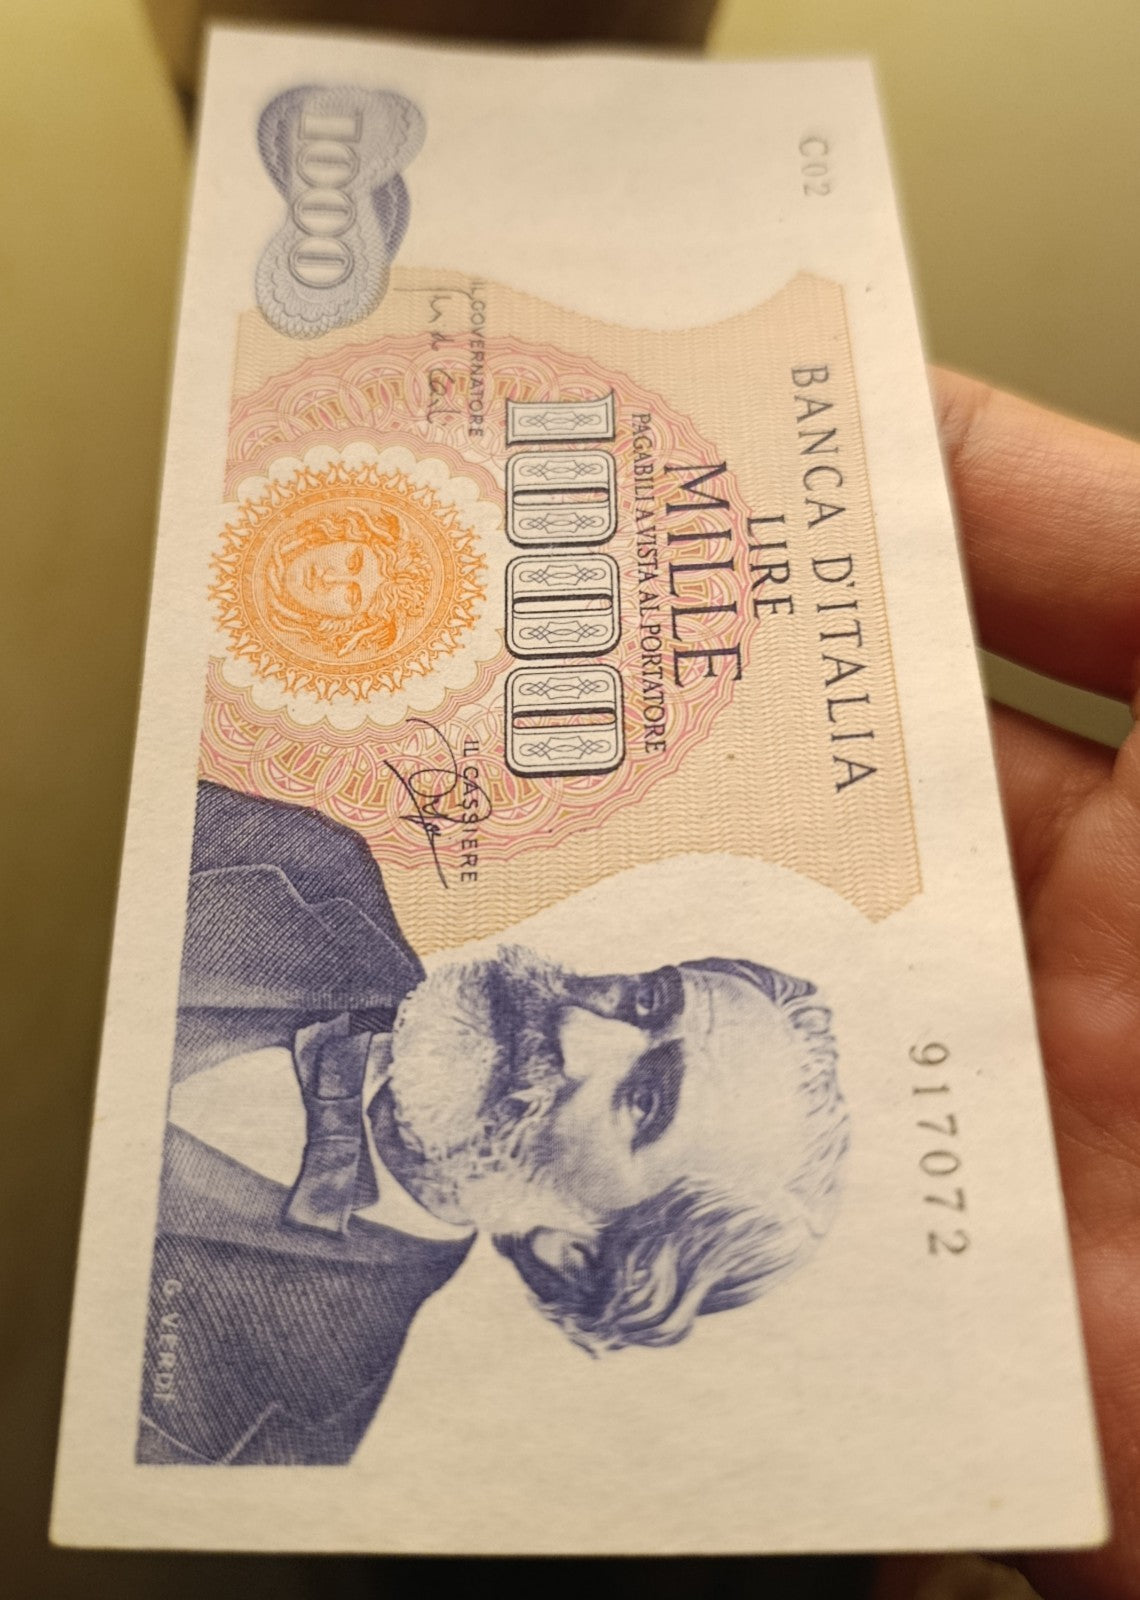 C02
917072
BANCA D'ITALIA
LIRE
MILLE
PAGABILI A VISTA AL PORTATORE
1000
IL GOVERNATORE
IL CASSIERE
1000
G. VERDI